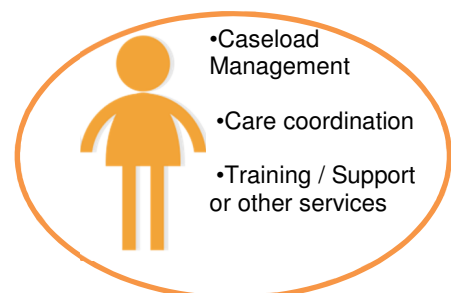 •Caseload
Management
•Care coordination
•Training / Support
or other services